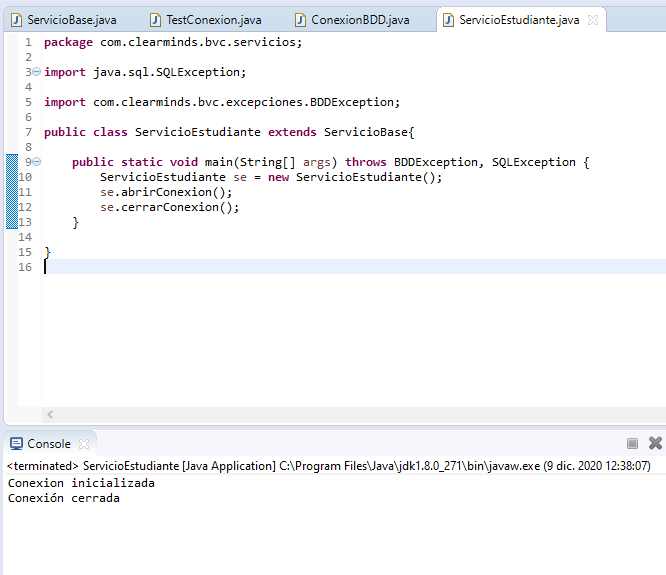 ServicioBase.java TestConexion.java ConexionBDD.java ServicioEstudiante.java
1 package com.clearminds.bvc.servicios;
2
3 import java.sql.SQLException;
4
5 import com.clearminds.bvc.excepciones.BDDException;
6
7 public class ServicioEstudiante extends ServicioBase{
8
9 public static void main(String[] args) throws BDDException, SQLException {
10 ServicioEstudiante se = new ServicioEstudiante();
11 se.abrirConexion();
12 se.cerrarConexion();
13 }
14
15 }
16
Console
<terminated> ServicioEstudiante [Java Application] C:\Program Files\Java\jdk1.8.0_271\bin\javaw.exe (9 dic. 2020 12:38:07)
Conexion inicializada
Conexión cerrada